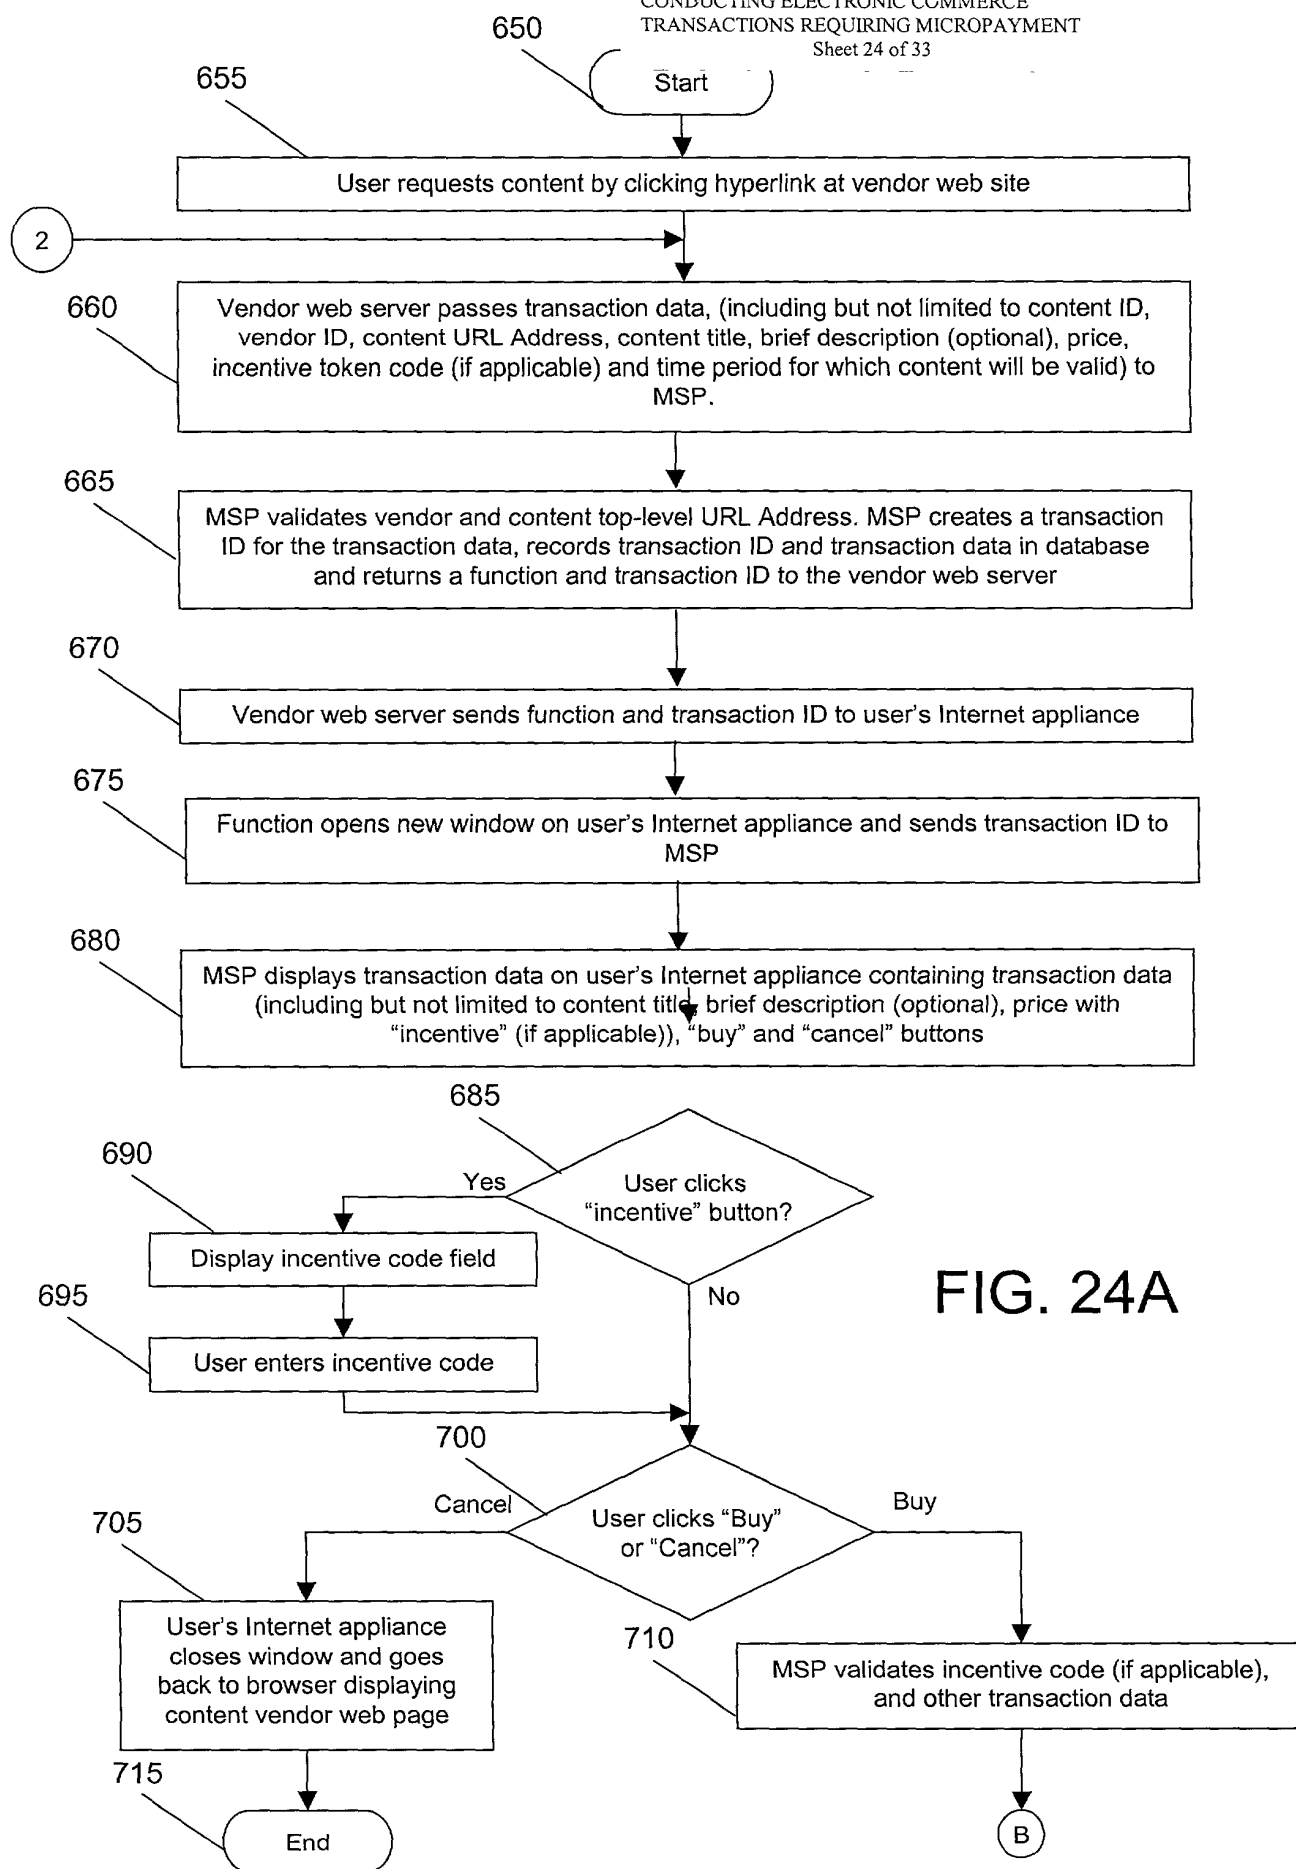 CONDUCTING ELECTRONIC COMMERCE
TRANSACTIONS REQUIRING MICROPAYMENT
Sheet 24 of 33
650
Start
655
User requests content by clicking hyperlink at vendor web site
2
660
Vendor web server passes transaction data, (including but not limited to content ID,
vendor ID, content URL Address, content title, brief description (optional), price,
incentive token code (if applicable) and time period for which content will be valid) to
MSP.
665
MSP validates vendor and content top-level URL Address. MSP creates a transaction
ID for the transaction data, records transaction ID and transaction data in database
and returns a function and transaction ID to the vendor web server
670
Vendor web server sends function and transaction ID to user's Internet appliance
675
Function opens new window on user's Internet appliance and sends transaction ID to
MSP
680
MSP displays transaction data on user's Internet appliance containing transaction data
(including but not limited to content title, brief description (optional), price with
“incentive” (if applicable)), “buy” and “cancel” buttons
685
User clicks
“incentive” button?
Yes
No
690
Display incentive code field
695
User enters incentive code
FIG. 24A
700
User clicks “Buy”
or “Cancel”?
Cancel
Buy
705
User's Internet appliance
closes window and goes
back to browser displaying
content vendor web page
710
MSP validates incentive code (if applicable),
and other transaction data
715
End
B